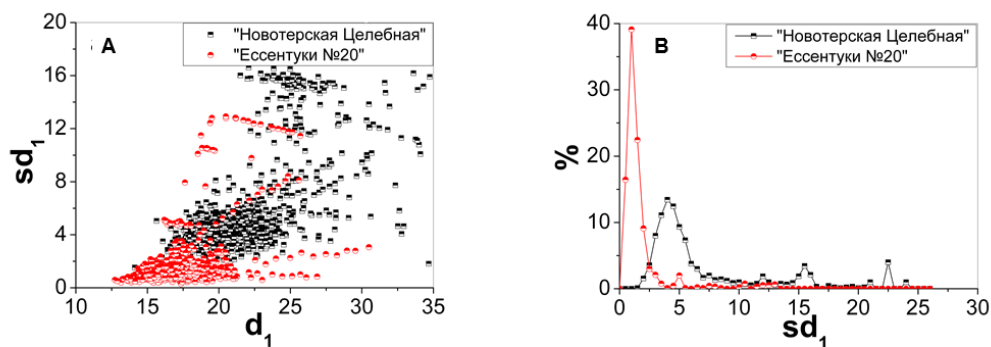 A
"Новотерская Целебная"
"Ессентуки №20"
sd1
20
16
12
8
4
0
10 15 20 25 30 35
d1
B
"Новотерская Целебная"
"Ессентуки №20"
%
40
30
20
10
0
0 5 10 15 20 25 30
sd1